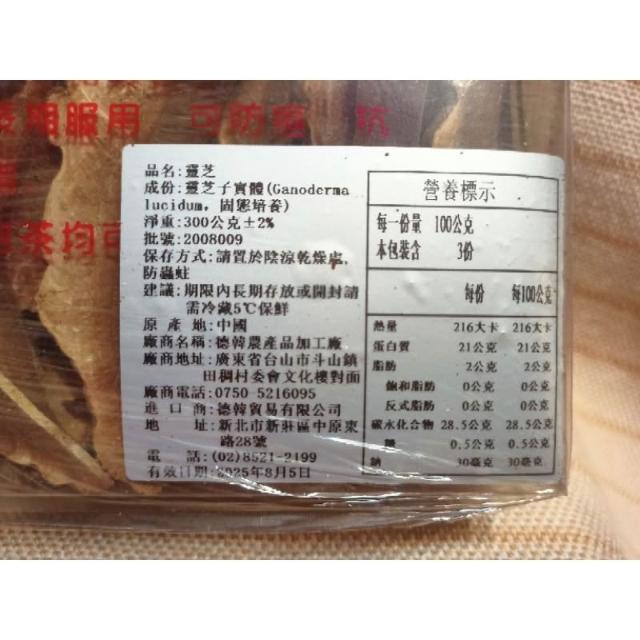 期服用 可防癌 抗
茶均可
品名:靈芝
成份:靈芝子實體(Ganoderma
lucidum, 固態培養)
淨重:300公克±2%
批號:2008009
保存方式:請置於陰涼乾燥處,
防蟲蛀
建議:期限內長期存放或開封請
需冷藏5℃保鮮
原 產 地:中國
廠商名稱:德韓農產品加工廠
廠商地址:廣東省台山市斗山鎮
田稠村委會文化樓對面
廠商電話:0750-5216095
進 口 商:德韓貿易有限公司
地 址:新北市新莊區中原東
路28號
電 話:(02)8521-2199
有效日期:2025年8月5日
營養標示
每一份量 100公克
本包裝含 3份
每份 每100公克
熱量 216大卡 216大卡
蛋白質 21公克 21公克
脂肪 2公克 2公克
飽和脂肪 0公克 0公克
反式脂肪 0公克 0公克
碳水化合物 28.5公克 28.5公克
糖 0.5公克 0.5公克
鈉 30毫克 30毫克